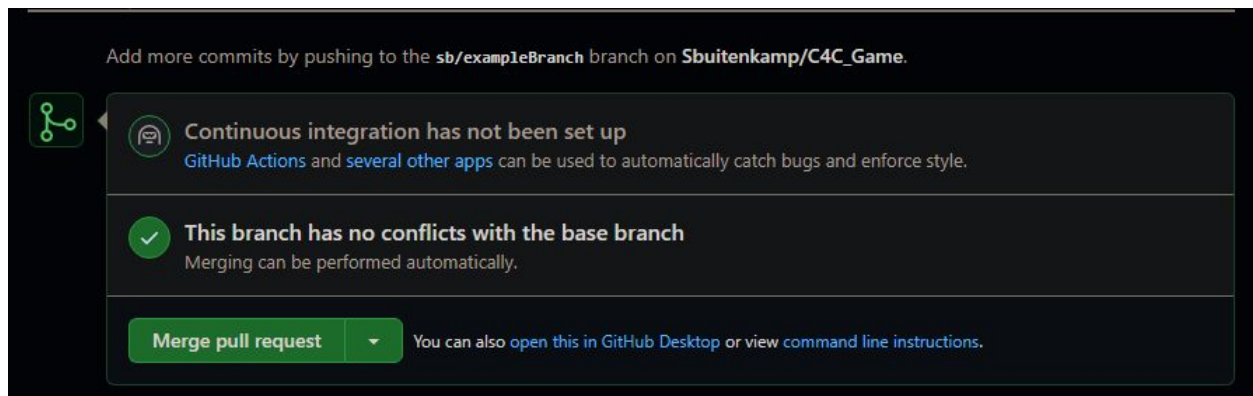 Add more commits by pushing to the sb/exampleBranch branch on Sbuitenkamp/C4C_Game.
Continuous integration has not been set up
GitHub Actions and several other apps can be used to automatically catch bugs and enforce style.
This branch has no conflicts with the base branch
Merging can be performed automatically.
Merge pull request You can also open this in GitHub Desktop or view command line instructions.